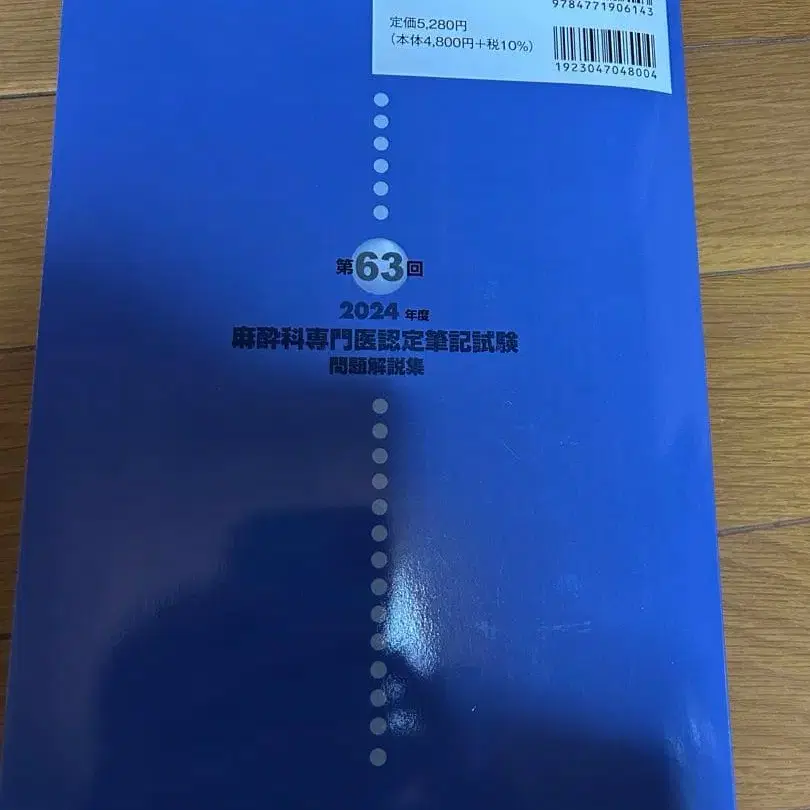 9784771906143
定価5,280円
(本体4,800円+税10%)
1923047048004
第63回
2024年度
麻酔科専門医認定筆記試験
問題解説集